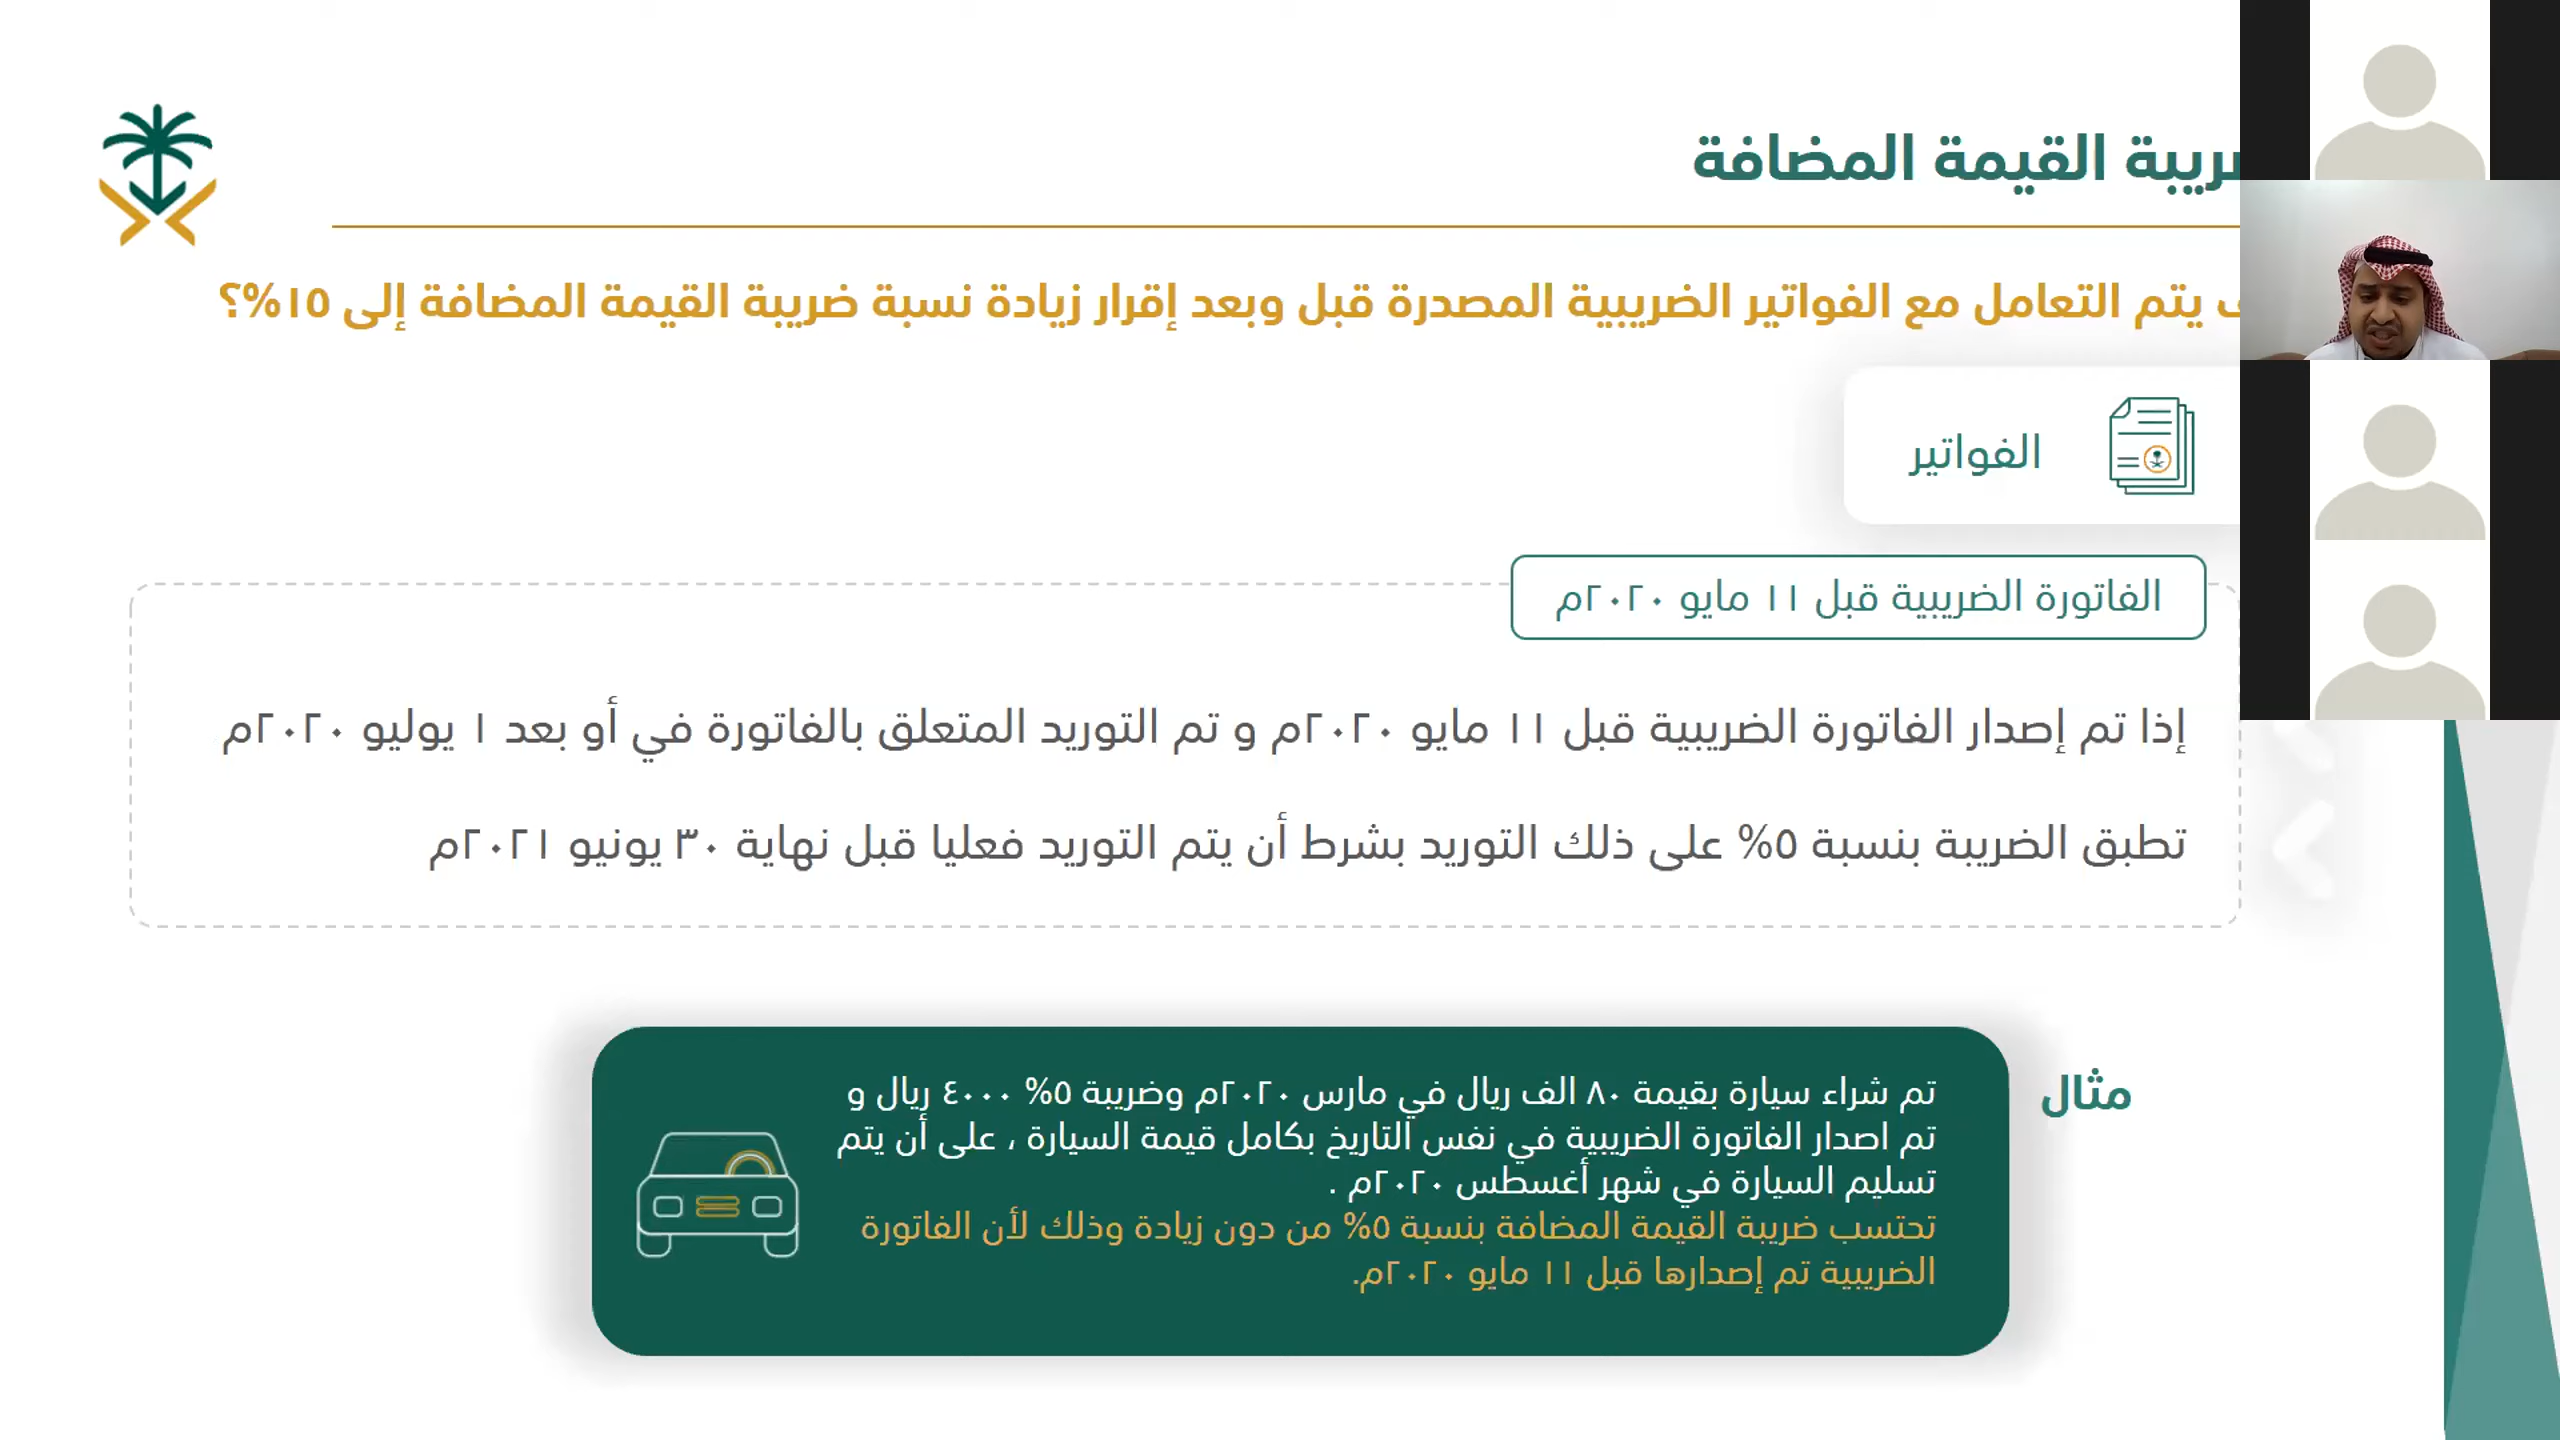 القيمة المضافة
يتم التعامل مع الفواتير الضريبية المصدرة قبل وبعد إقرار زيادة نسبة ضريبة القيمة المضافة إلى ١٥%؟
الفواتير
الفاتورة الضريبية قبل ١١ مايو ٢٠٢٠م
إذا تم إصدار الفاتورة الضريبية قبل ١١ مايو ٢٠٢٠م و تم التوريد المتعلق بالفاتورة في أو بعد ١ يوليو ٢٠٢٠م
تطبق الضريبة بنسبة ٥% على ذلك التوريد بشرط أن يتم التوريد فعليا قبل نهاية ٣٠ يونيو ٢٠٢١م
مثال
تم شراء سيارة بقيمة ٨٠ الف ريال في مارس ٢٠٢٠م وضريبة ٥% ٤٠٠٠ ريال و
تم اصدار الفاتورة الضريبية في نفس التاريخ بكامل قيمة السيارة ، على أن يتم
تسليم السيارة في شهر أغسطس ٢٠٢٠م .
تحتسب ضريبة القيمة المضافة بنسبة ٥% من دون زيادة وذلك لأن الفاتورة
الضريبية تم إصدارها قبل ١١ مايو ٢٠٢٠م.